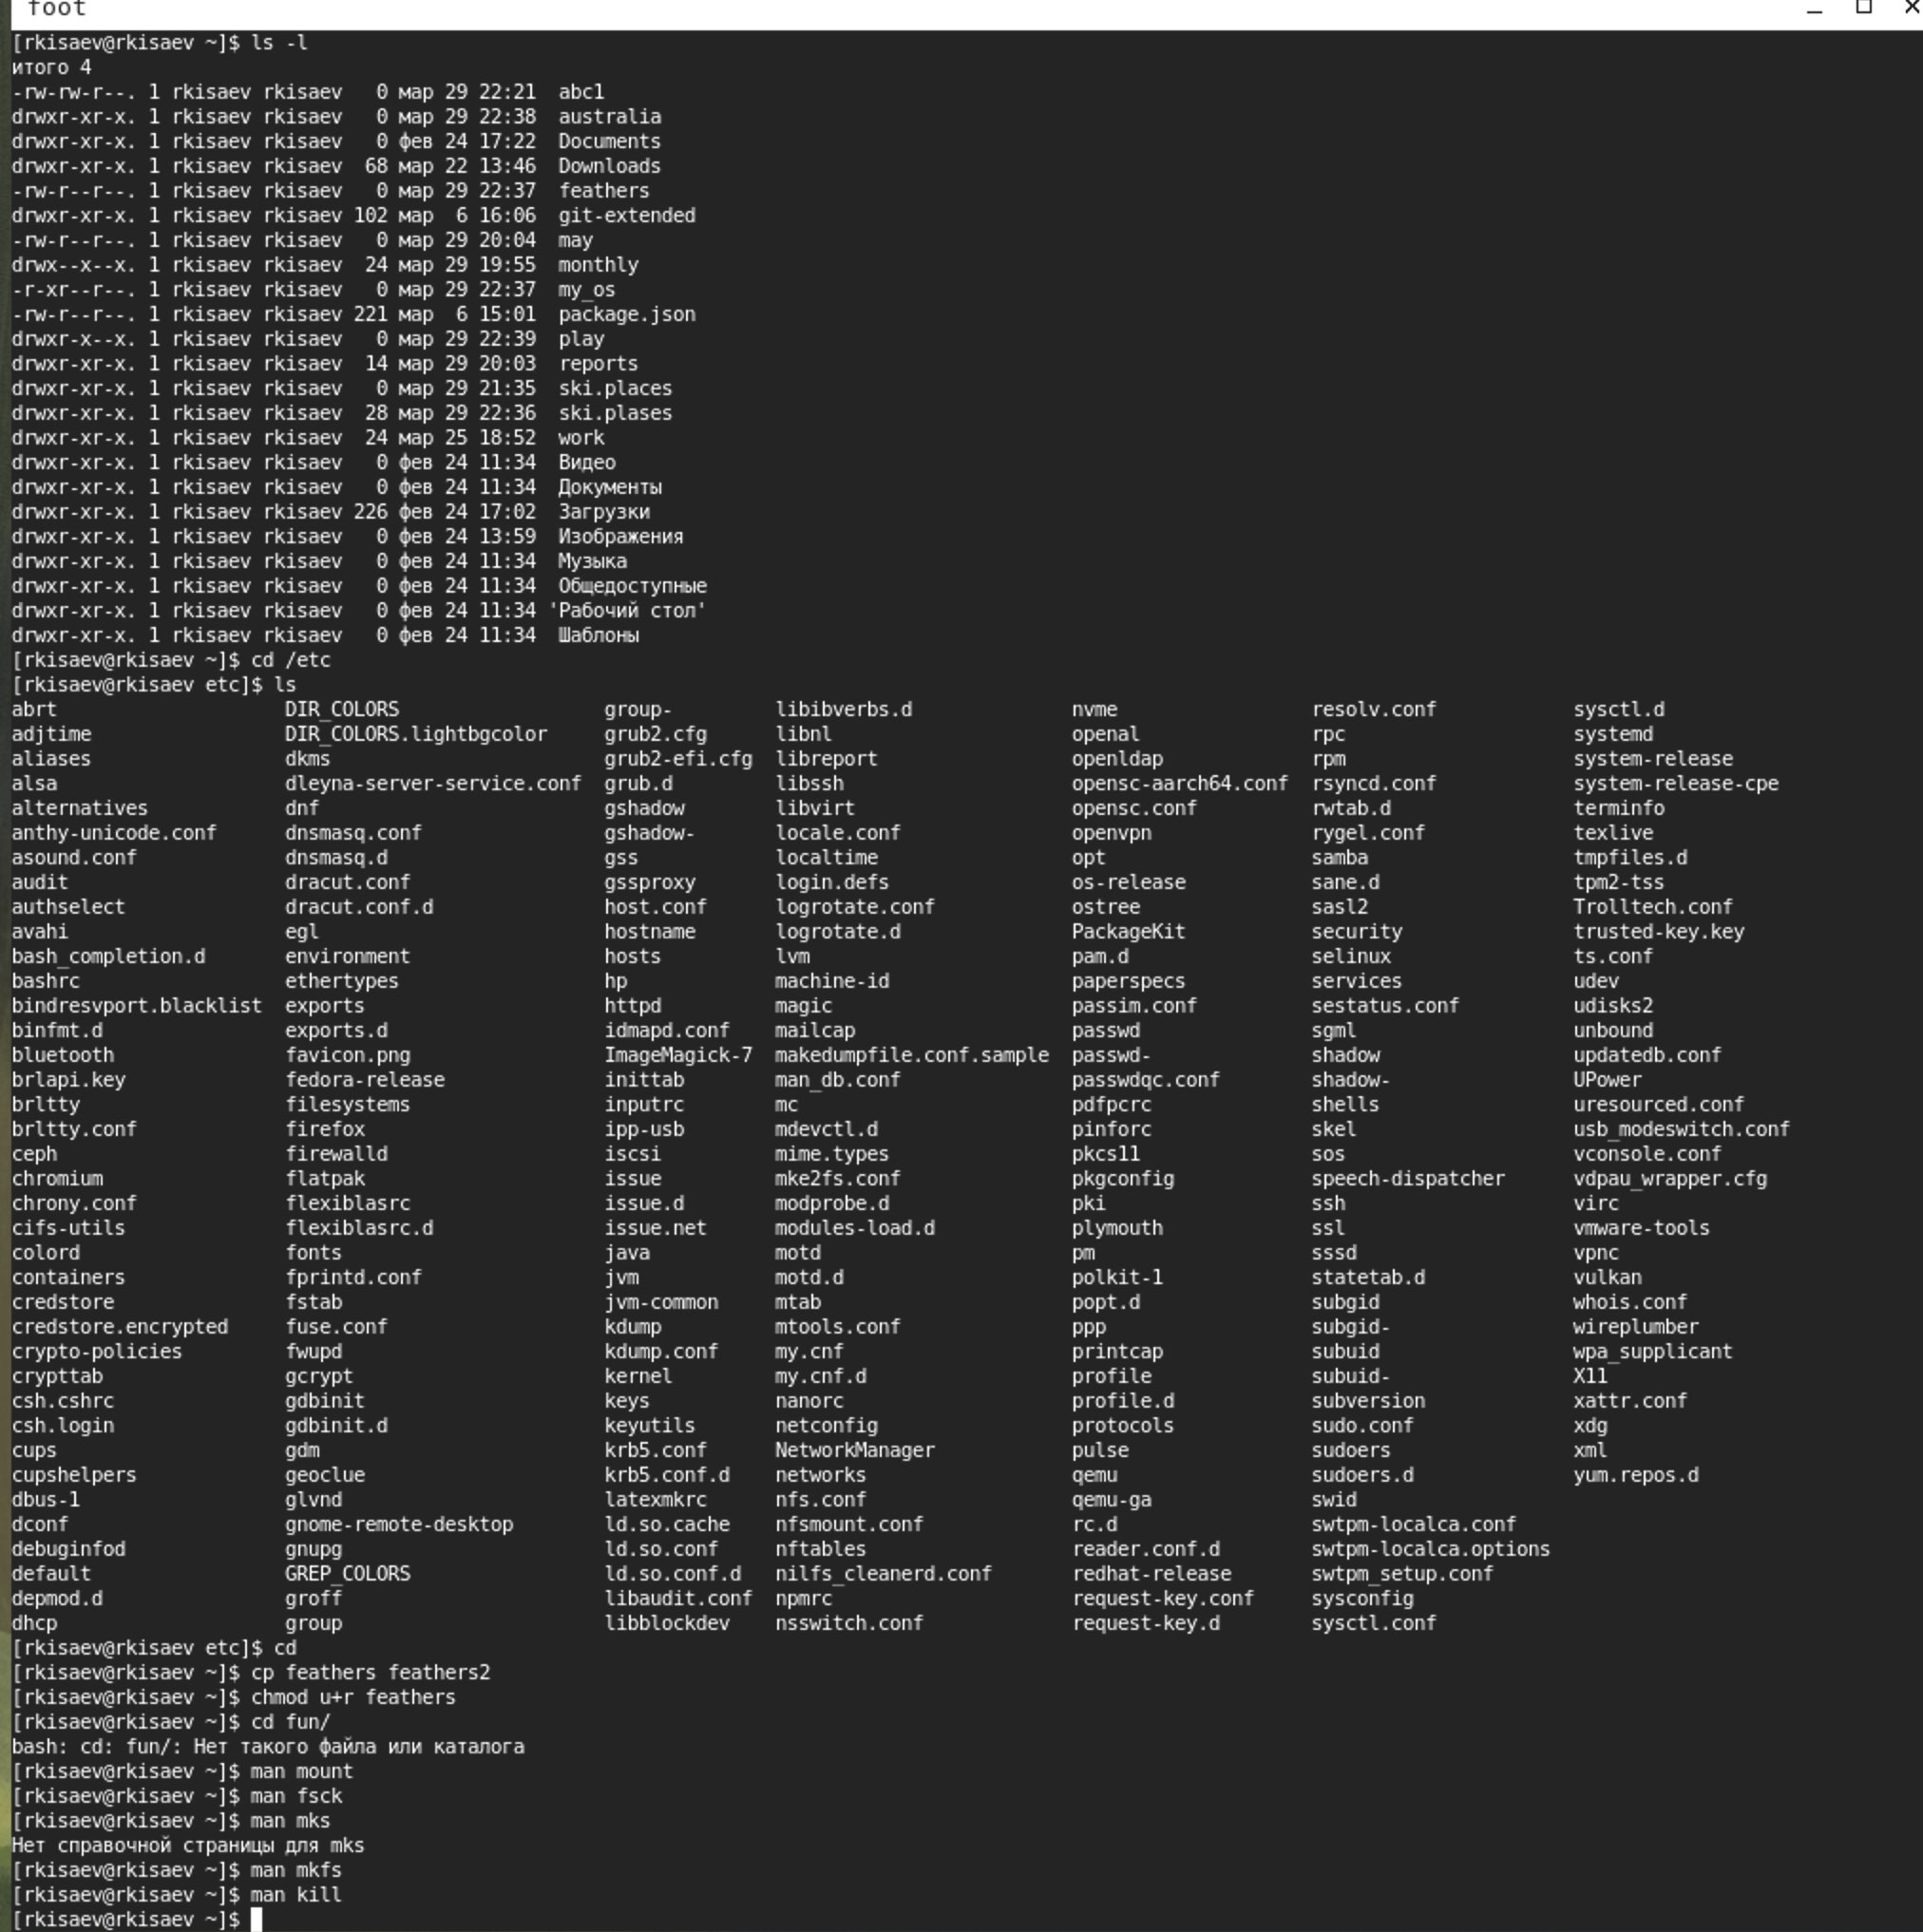 foot
[rkisaev@rkisaev ~]$ ls -l
итого 4
-rw-rw-r--. 1 rkisaev rkisaev   0 мар 29 22:21  abc1
drwxr-xr-x. 1 rkisaev rkisaev   0 мар 29 22:38  australia
drwxr-xr-x. 1 rkisaev rkisaev   0 фев 24 17:22  Documents
drwxr-xr-x. 1 rkisaev rkisaev  68 мар 22 13:46  Downloads
-rw-r--r--. 1 rkisaev rkisaev   0 мар 29 22:37  feathers
drwxr-xr-x. 1 rkisaev rkisaev 102 мар  6 16:06  git-extended
-rw-r--r--. 1 rkisaev rkisaev   0 мар 29 20:04  may
drwx--x--x. 1 rkisaev rkisaev  24 мар 29 19:55  monthly
-r-xr--r--. 1 rkisaev rkisaev   0 мар 29 22:37  my_os
-rw-r--r--. 1 rkisaev rkisaev 221 мар  6 15:01  package.json
drwxr-x--x. 1 rkisaev rkisaev   0 мар 29 22:39  play
drwxr-xr-x. 1 rkisaev rkisaev  14 мар 29 20:03  reports
drwxr-xr-x. 1 rkisaev rkisaev   0 мар 29 21:35  ski.places
drwxr-xr-x. 1 rkisaev rkisaev  28 мар 29 22:36  ski.plases
drwxr-xr-x. 1 rkisaev rkisaev  24 мар 25 18:52  work
drwxr-xr-x. 1 rkisaev rkisaev   0 фев 24 11:34  Видео
drwxr-xr-x. 1 rkisaev rkisaev   0 фев 24 11:34  Документы
drwxr-xr-x. 1 rkisaev rkisaev 226 фев 24 17:02  Загрузки
drwxr-xr-x. 1 rkisaev rkisaev   0 фев 24 13:59  Изображения
drwxr-xr-x. 1 rkisaev rkisaev   0 фев 24 11:34  Музыка
drwxr-xr-x. 1 rkisaev rkisaev   0 фев 24 11:34  Общедоступные
drwxr-xr-x. 1 rkisaev rkisaev   0 фев 24 11:34 'Рабочий стол'
drwxr-xr-x. 1 rkisaev rkisaev   0 фев 24 11:34  Шаблоны
[rkisaev@rkisaev ~]$ cd /etc
[rkisaev@rkisaev etc]$ ls
abrt DIR_COLORS group- libibverbs.d nvme resolv.conf sysctl.d
adjtime DIR_COLORS.lightbgcolor grub2.cfg libnl openal rpc systemd
aliases dkms grub2-efi.cfg libreport openldap rpm system-release
alsa dleyna-server-service.conf grub.d libssh opensc-aarch64.conf rsyncd.conf system-release-cpe
alternatives dnf gshadow libvirt opensc.conf rwtab.d terminfo
anthy-unicode.conf dnsmasq.conf gshadow- locale.conf openvpn rygel.conf texlive
asound.conf dnsmasq.d gss localtime opt samba tmpfiles.d
audit dracut.conf gssproxy login.defs os-release sane.d tpm2-tss
authselect dracut.conf.d host.conf logrotate.conf ostree sasl2 Trolltech.conf
avahi egl hostname logrotate.d PackageKit security trusted-key.key
bash_completion.d environment hosts lvm pam.d selinux ts.conf
bashrc ethertypes hp machine-id paperspecs services udev
bindresvport.blacklist exports httpd magic passim.conf sestatus.conf udisks2
binfmt.d exports.d idmapd.conf mailcap passwd sgml unbound
bluetooth favicon.png ImageMagick-7 makedumpfile.conf.sample passwd- shadow updatedb.conf
brlapi.key fedora-release inittab man_db.conf passwdqc.conf shadow- UPower
brltty filesystems inputrc mc pdfpcrc shells uresourced.conf
brltty.conf firefox ipp-usb mdevctl.d pinforc skel usb_modeswitch.conf
ceph firewalld iscsi mime.types pkcs11 sos vconsole.conf
chromium flatpak issue mke2fs.conf pkgconfig speech-dispatcher vdpau_wrapper.cfg
chrony.conf flexiblasrc issue.d modprobe.d pki ssh virc
cifs-utils flexiblasrc.d issue.net modules-load.d plymouth ssl vmware-tools
colord fonts java motd pm sssd vpnc
containers fprintd.conf jvm motd.d polkit-1 statetab.d vulkan
credstore fstab jvm-common mtab popt.d subgid whois.conf
credstore.encrypted fuse.conf kdump mtools.conf ppp subgid- wireplumber
crypto-policies fwupd kdump.conf my.cnf printcap subuid wpa_supplicant
crypttab gcrypt kernel my.cnf.d profile subuid- X11
csh.cshrc gdbinit keys nanorc profile.d subversion xattr.conf
csh.login gdbinit.d keyutils netconfig protocols sudo.conf xdg
cups gdm krb5.conf NetworkManager pulse sudoers xml
cupshelpers geoclue krb5.conf.d networks qemu sudoers.d yum.repos.d
dbus-1 glvnd latexmkrc nfs.conf qemu-ga swid
dconf gnome-remote-desktop ld.so.cache nfsmount.conf rc.d swtpm-localca.conf
debuginfod gnupg ld.so.conf nftables reader.conf.d swtpm-localca.options
default GREP_COLORS ld.so.conf.d nilfs_cleanerd.conf redhat-release swtpm_setup.conf
depmod.d groff libaudit.conf npmrc request-key.conf sysconfig
dhcp group libblockdev nsswitch.conf request-key.d sysctl.conf
[rkisaev@rkisaev etc]$ cd
[rkisaev@rkisaev ~]$ cp feathers feathers2
[rkisaev@rkisaev ~]$ chmod u+r feathers
[rkisaev@rkisaev ~]$ cd fun/
bash: cd: fun/: Нет такого файла или каталога
[rkisaev@rkisaev ~]$ man mount
[rkisaev@rkisaev ~]$ man fsck
[rkisaev@rkisaev ~]$ man mks
Нет справочной страницы для mks
[rkisaev@rkisaev ~]$ man mkfs
[rkisaev@rkisaev ~]$ man kill
[rkisaev@rkisaev ~]$